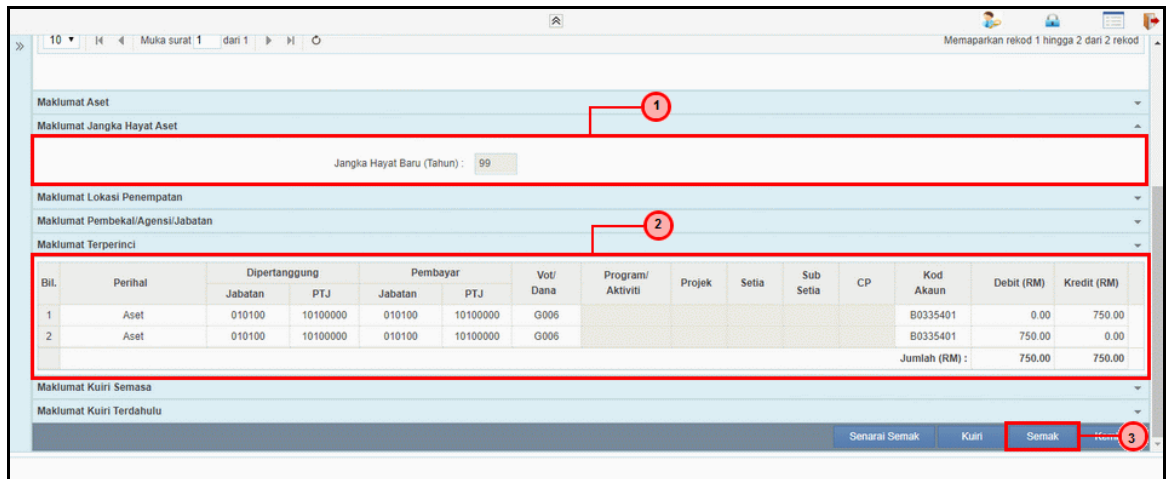 10 Muka surat 1 dari 1 Memaparkan rekod 1 hingga 2 dari 2 rekod
Maklumat Aset
1
Maklumat Jangka Hayat Aset
Jangka Hayat Baru (Tahun) : 99
Maklumat Lokasi Penempatan
Maklumat Pembekal/Agensi/Jabatan
2
Maklumat Terperinci
Bil. Perihal Dipertanggung Pembayar Vot/ Dana Program/ Aktiviti Projek Setia Sub Setia CP Kod Akaun Debit (RM) Kredit (RM)
Jabatan PTJ Jabatan PTJ
1 Aset 010100 10100000 010100 10100000 G006 B0335401 0.00 750.00
2 Aset 010100 10100000 010100 10100000 G006 B0335401 750.00 0.00
Jumlah (RM) : 750.00 750.00
Maklumat Kuiri Semasa
Maklumat Kuiri Terdahulu
Senarai Semak Kuiri Semak 3